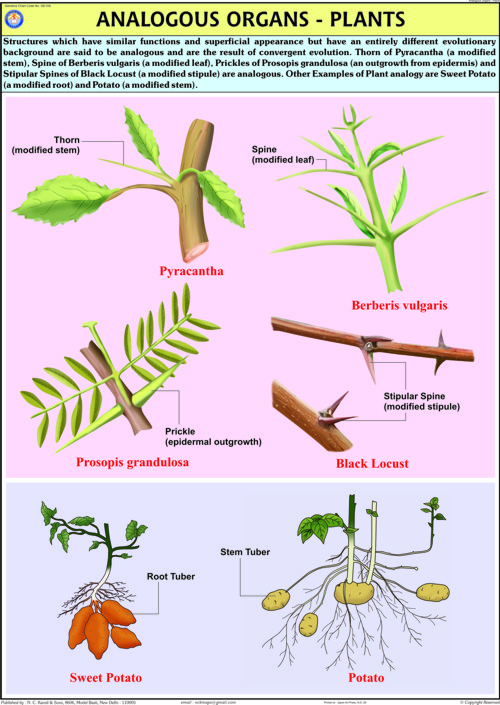 ANALOGOUS ORGANS - PLANTS
Structures which have similar functions and superficial appearance but have an entirely different evolutionary
background are said to be analogous and are the result of convergent evolution. Thorn of Pyracantha (a modified
stem), Spine of Berberis vulgaris (a modified leaf), Prickles of Prosopis grandulosa (an outgrowth from epidermis) and
Stipular Spines of Black Locust (a modified stipule) are analogous. Other Examples of Plant analogy are Sweet Potato
(a modified root) and Potato (a modified stem).
Thorn
(modified stem)
Pyracantha
Spine
(modified leaf)
Berberis vulgaris
Prickle
(epidermal outgrowth)
Prosopis grandulosa
Stipular Spine
(modified stipule)
Black Locust
Root Tuber
Sweet Potato
Stem Tuber
Potato
© Copyright Reserved